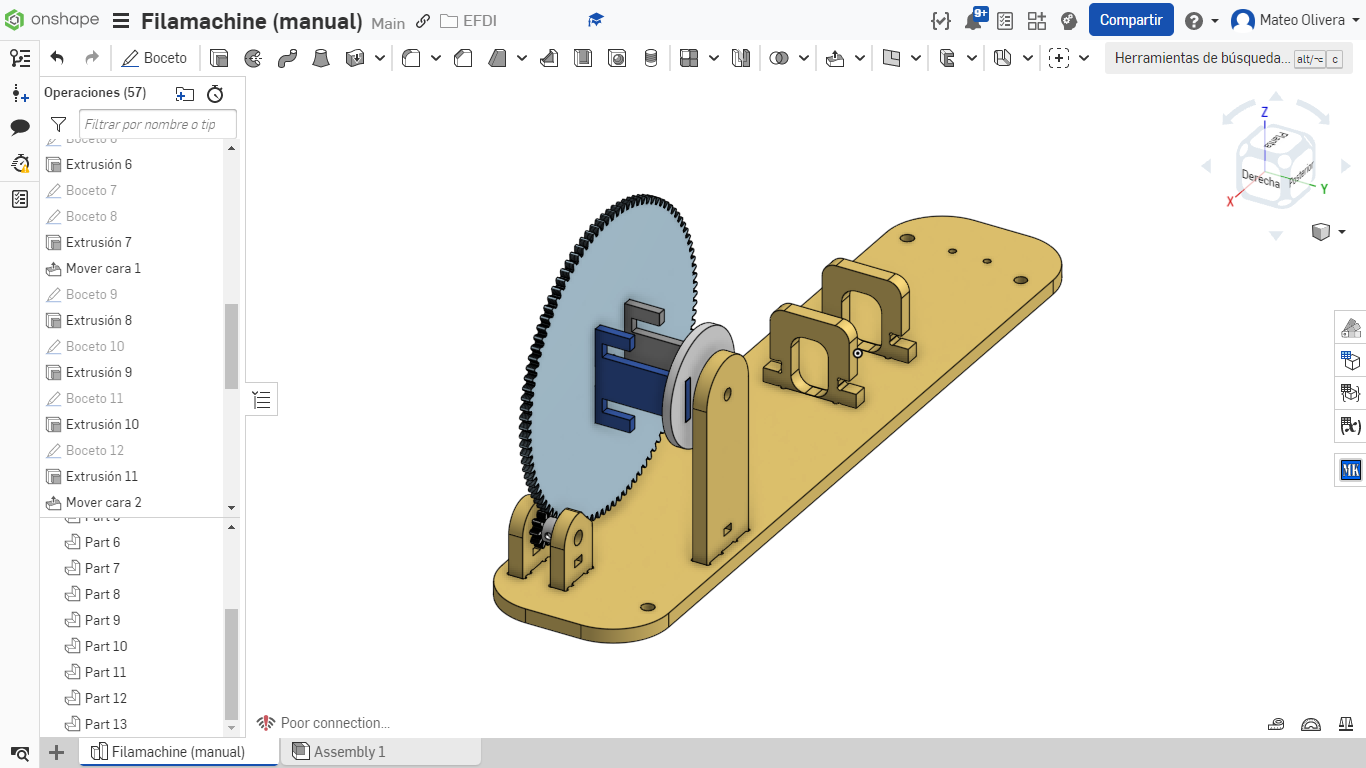 onshape
Filamachine (manual)
Main
EFDI
9+
Compartir
Mateo Olivera
Boceto
Herramientas de búsqueda...
alt/⌥ c
Operaciones (57)
Filtrar por nombre o tip
Boceto 6
Extrusión 6
Boceto 7
Boceto 8
Extrusión 7
Mover cara 1
Boceto 9
Extrusión 8
Boceto 10
Extrusión 9
Boceto 11
Extrusión 10
Boceto 12
Extrusión 11
Mover cara 2
Part 5
Part 6
Part 7
Part 8
Part 9
Part 10
Part 11
Part 12
Part 13
Z
Derecha
Posterior
Y
X
(x)
MK
Poor connection...
Filamachine (manual)
Assembly 1